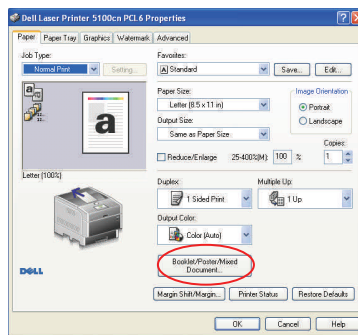 Dell Laser Printer 5100cn PCL6 Properties
Paper Paper Tray Graphics Watermark Advanced
Job Type:
Normal Print Setting...
Favorites:
Standard Save... Edit...
Paper Size:
Letter (8.5 x 11 in)
Output Size:
Same as Paper Size
Image Orientation
Portrait
Landscape
Reduce/Enlarge 25-400%(M): 100 %
Copies:
1
Letter (100%)
Duplex:
1 Sided Print
Multiple Up:
1 Up
Output Color:
Color (Auto)
Booklet/Poster/Mixed
Document...
DELL
Margin Shift/Margin... Printer Status Restore Defaults
OK Cancel Help